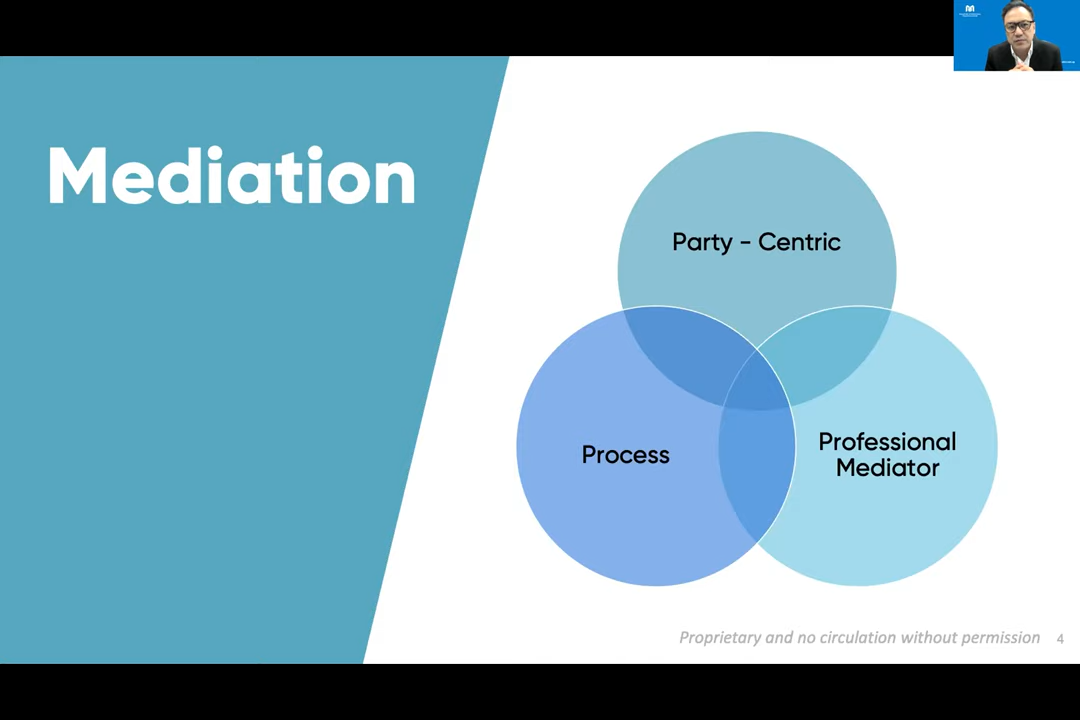 Mediation
Party - Centric
Process
Professional
Mediator
Proprietary and no circulation without permission 4